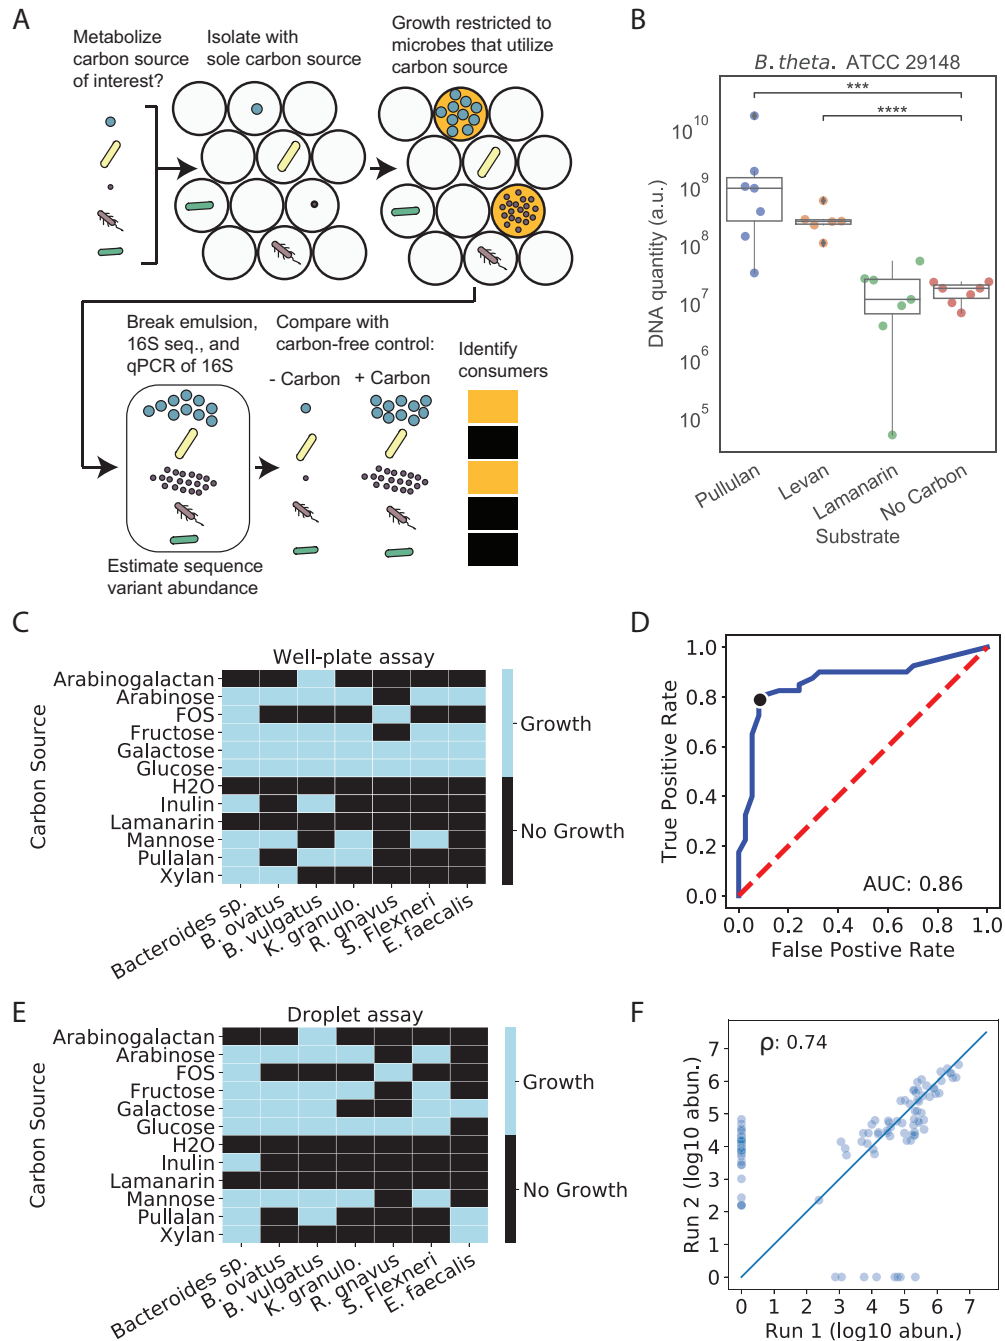 A
Metabolize
carbon source
of interest?
Isolate with
sole carbon source
Growth restricted to
microbes that utilize
carbon source
Break emulsion,
16S seq., and
qPCR of 16S
Compare with
carbon-free control:
- Carbon
+ Carbon
Identify
consumers
Estimate sequence
variant abundance
B
B. theta. ATCC 29148
***
****
DNA quantity (a.u.)
10^10
10^9
10^8
10^7
10^6
10^5
Pullulan
Levan
Lamanarin
No Carbon
Substrate
C
Well-plate assay
Carbon Source
Arabinogalactan
Arabinose
FOS
Fructose
Galactose
Glucose
H2O
Inulin
Lamanarin
Mannose
Pullalan
Xylan
Growth
No Growth
Bacteroides sp.
B. ovatus
B. vulgatus
K. granulo.
R. gnavus
S. Flexneri
E. faecalis
D
True Positive Rate
1.0
0.8
0.6
0.4
0.2
0.0
AUC: 0.86
0.0 0.2 0.4 0.6 0.8 1.0
False Postive Rate
E
Droplet assay
Carbon Source
Arabinogalactan
Arabinose
FOS
Fructose
Galactose
Glucose
H2O
Inulin
Lamanarin
Mannose
Pullalan
Xylan
Growth
No Growth
Bacteroides sp.
B. ovatus
B. vulgatus
K. granulo.
R. gnavus
S. Flexneri
E. faecalis
F
ρ: 0.74
Run 2 (log10 abun.)
7
6
5
4
3
2
1
0
0 1 2 3 4 5 6 7
Run 1 (log10 abun.)